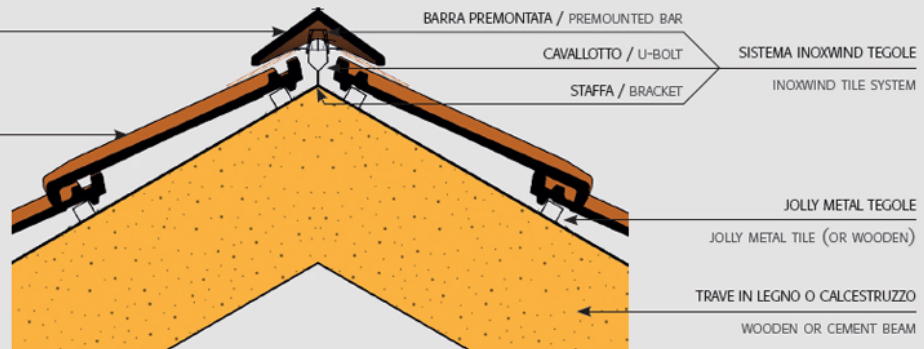 BARRA PREMONTATA / PREMOUNTED BAR
CAVALLOTTO / U-BOLT
SISTEMA INOXWIND TEGOLE
INOXWIND TILE SYSTEM
STAFFA / BRACKET
JOLLY METAL TEGOLE
JOLLY METAL TILE (OR WOODEN)
TRAVE IN LEGNO O CALCESTRUZZO
WOODEN OR CEMENT BEAM